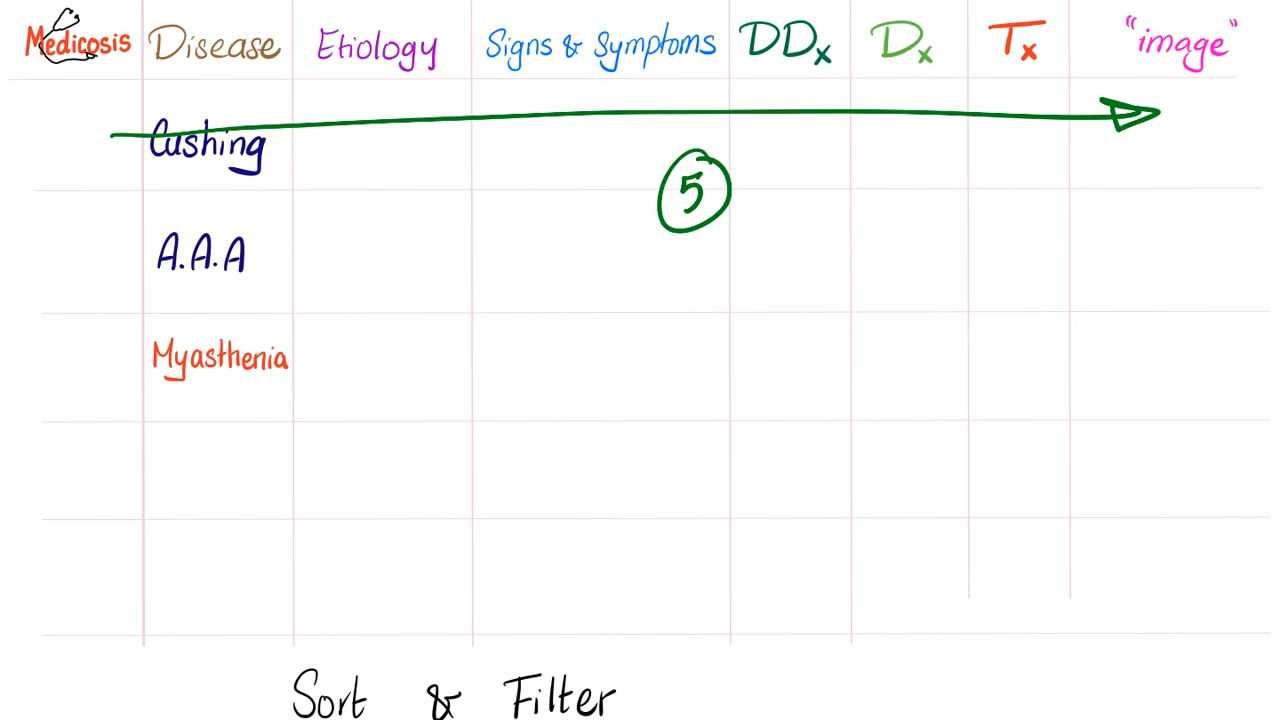 Medicosis Disease Etiology Signs & Symptoms DDx Dx Tx "image"
Cushing
5
A.A.A
Myasthenia
Sort & Filter